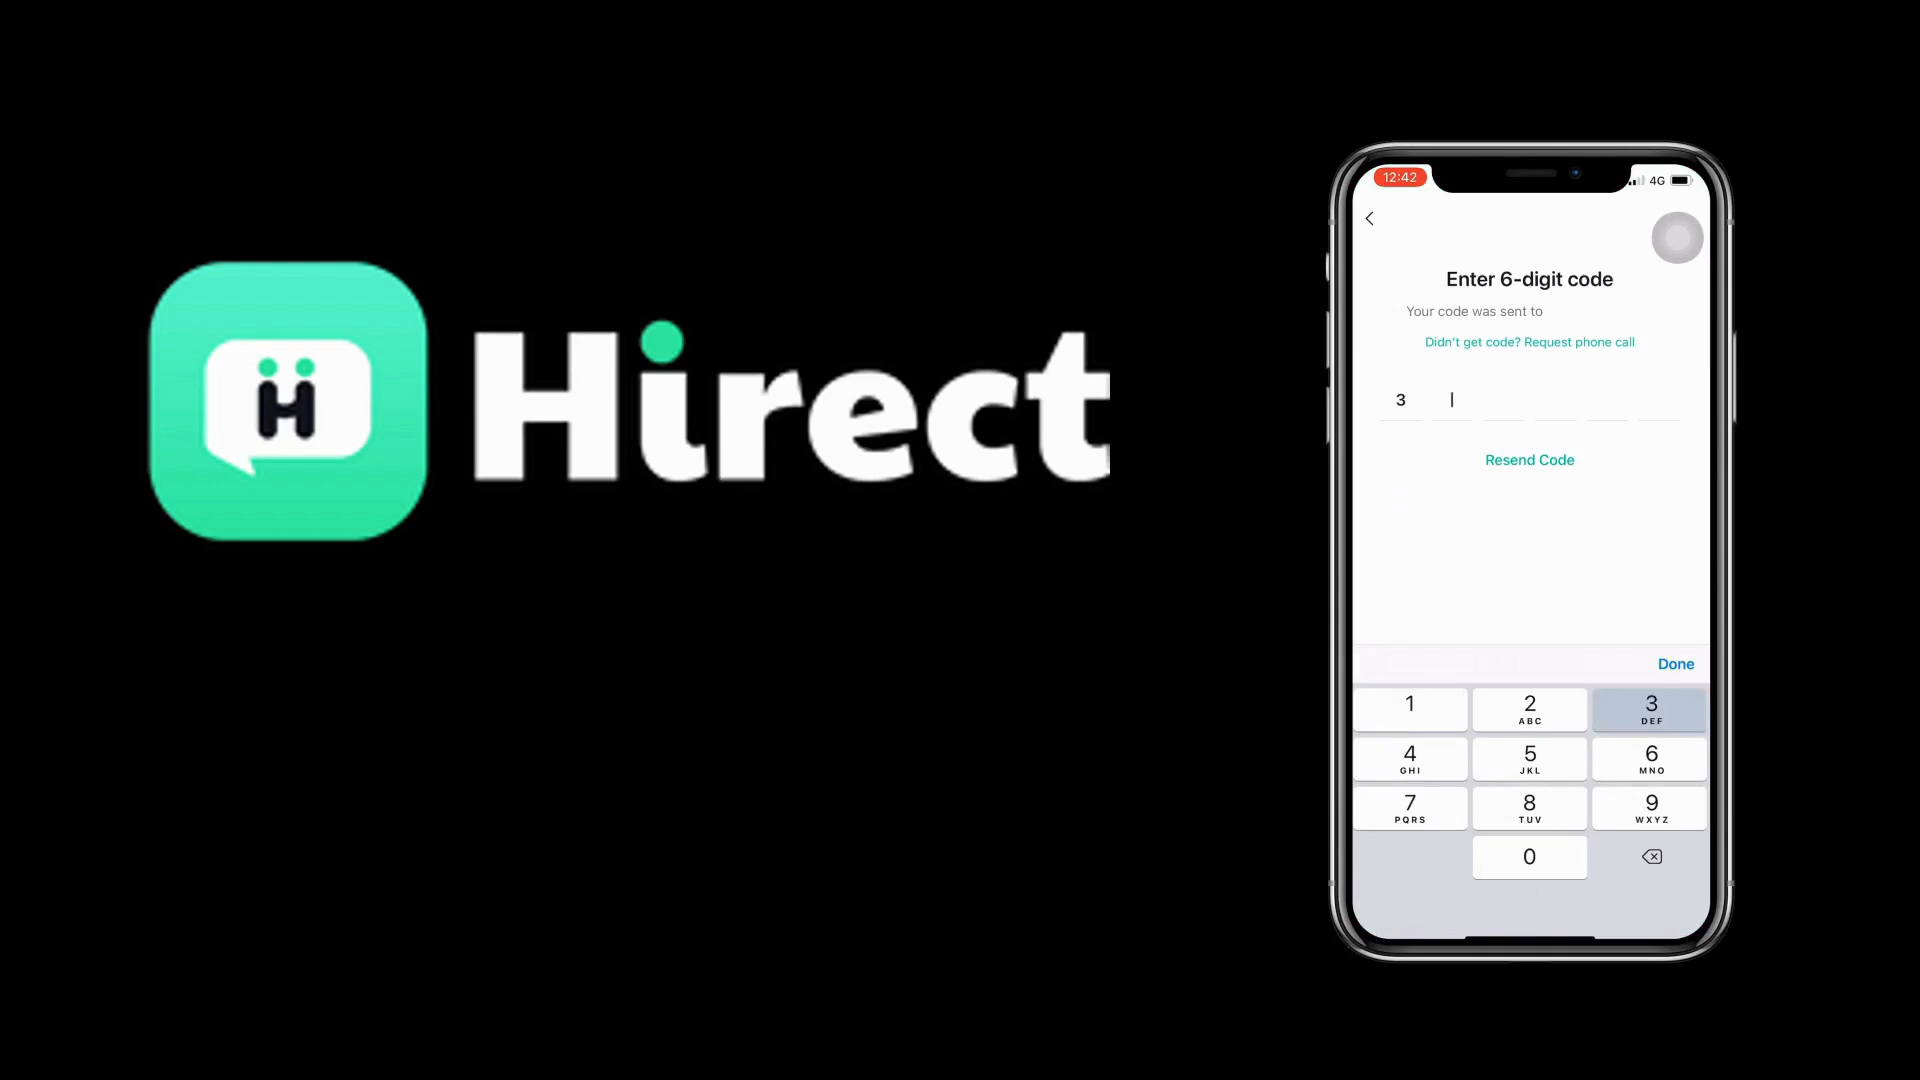 H
Hirect
12:42
4G
Enter 6-digit code
Your code was sent to
Didn't get code? Request phone call
3
Resend Code
Done
1
2
ABC
3
DEF
4
GHI
5
JKL
6
MNO
7
PQRS
8
TUV
9
WXYZ
0